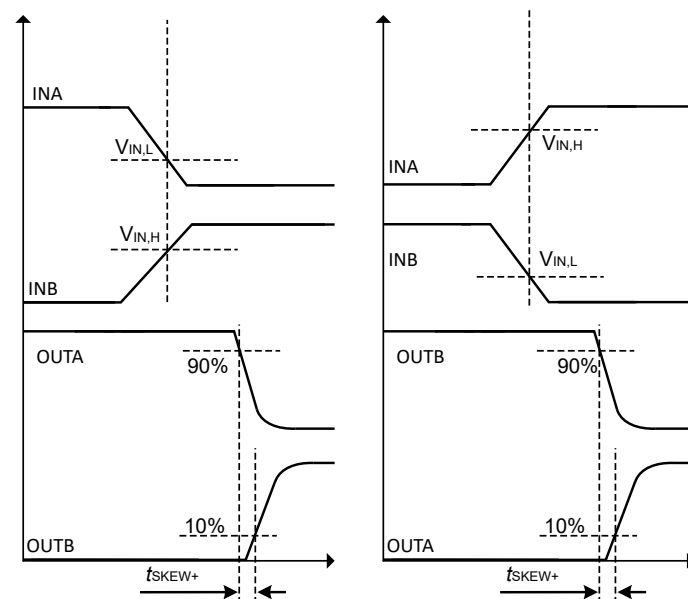 INA
VIN,L
VIN,H
INB
OUTA
90%
10%
OUTB
tSKEW+
VIN,H
INA
INB
VIN,L
OUTB
90%
10%
OUTA
tSKEW+